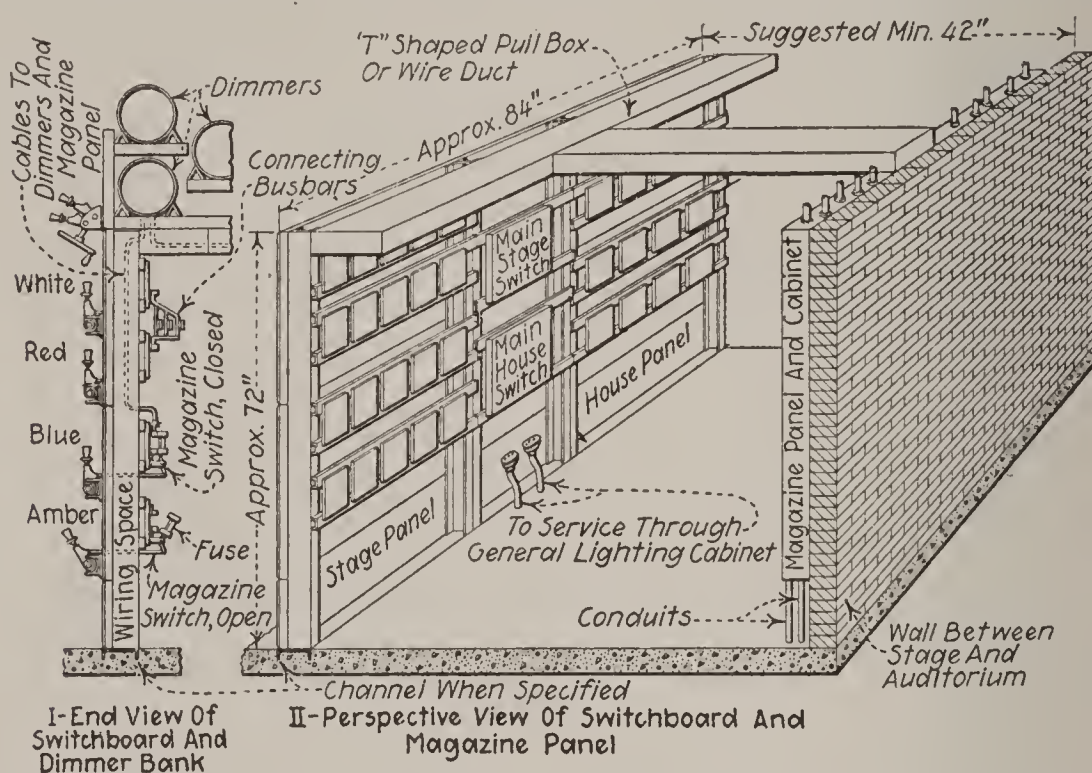 Cables To
Dimmers And
Magazine
Panel
Dimmers
Connecting
Busbars
White
Red
Blue
Amber
Magazine
Switch, Closed
Fuse
Magazine
Switch, Open
Wiring Space
I-End View Of
Switchboard And
Dimmer Bank
"T" Shaped Pull Box
Or Wire Duct
Suggested Min. 42"
Approx. 84"
Approx. 72"
Main
Stage
Switch
Main
House
Switch
House Panel
Stage Panel
To Service Through
General Lighting Cabinet
Magazine Panel And Cabinet
Conduits
Wall Between
Stage And
Auditorium
Channel When Specified
II-Perspective View Of Switchboard And
Magazine Panel